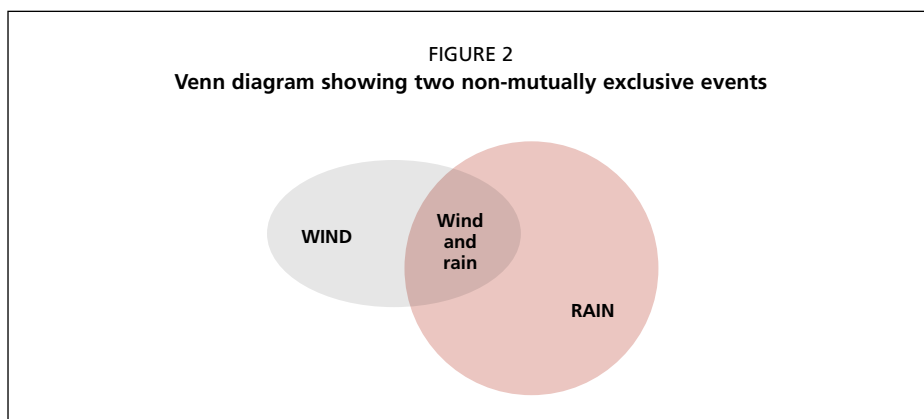 FIGURE 2
Venn diagram showing two non-mutually exclusive events
WIND
Wind
and
rain
RAIN